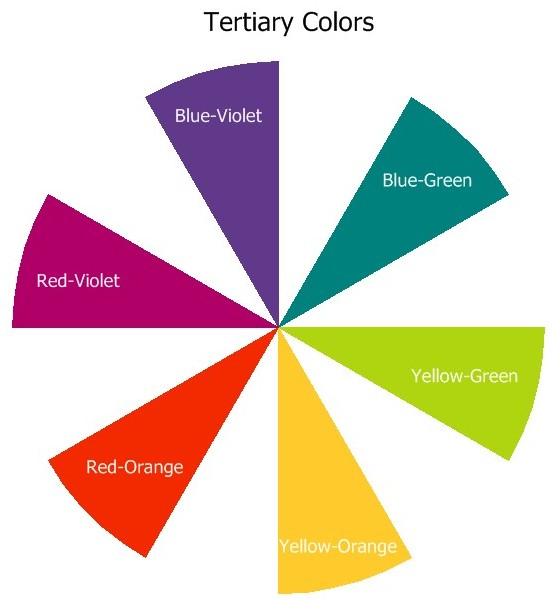 Tertiary Colors
Blue-Violet
Blue-Green
Red-Violet
Yellow-Green
Red-Orange
Yellow-Orange